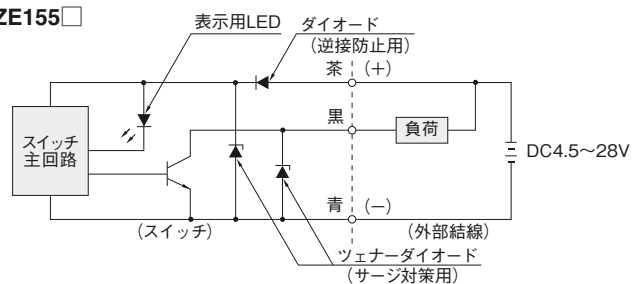 ZE155□
表示用LED
ダイオード
(逆接防止用)
茶 (+)
黒
負荷
スイッチ
主回路
DC4.5~28V
青 (−)
(スイッチ)
(外部結線)
ツェナーダイオード
(サージ対策用)